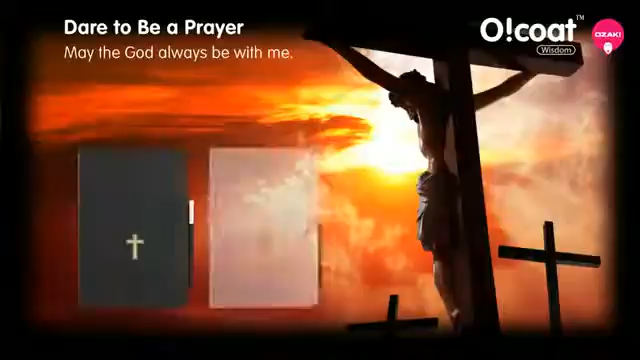 Dare to Be a Prayer
May the God always be with me.
O!coat™
Wisdom
OZAKI